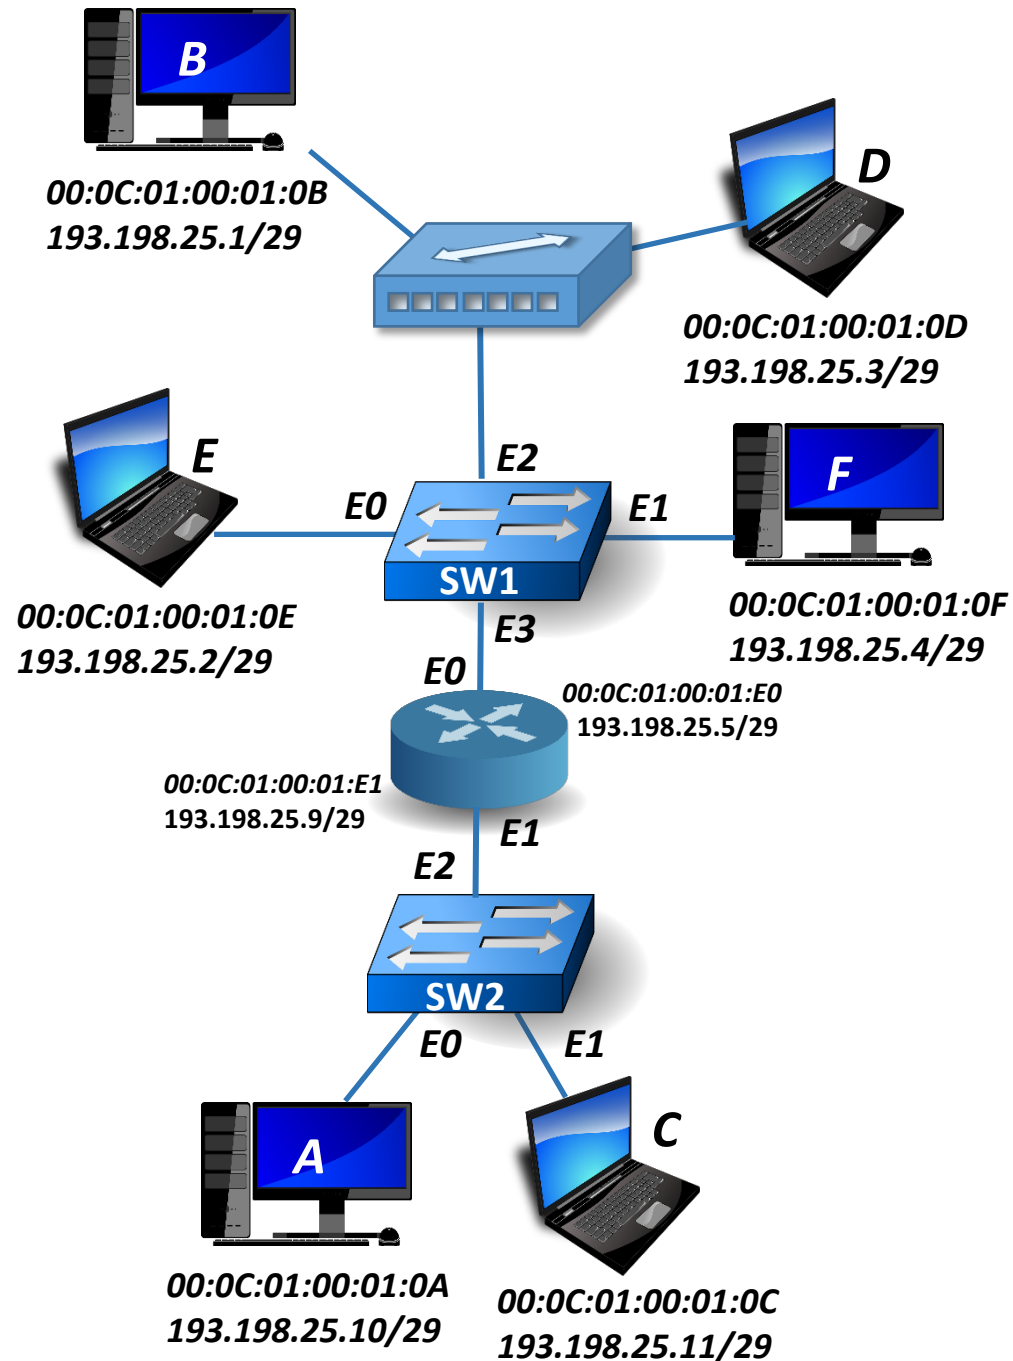 B
00:0C:01:00:01:0B
193.198.25.1/29
D
00:0C:01:00:01:0D
193.198.25.3/29
E
00:0C:01:00:01:0E
193.198.25.2/29
F
00:0C:01:00:01:0F
193.198.25.4/29
E2
E0
E1
SW1
E3
E0
00:0C:01:00:01:E0
193.198.25.5/29
00:0C:01:00:01:E1
193.198.25.9/29
E1
E2
SW2
E0
E1
A
00:0C:01:00:01:0A
193.198.25.10/29
C
00:0C:01:00:01:0C
193.198.25.11/29